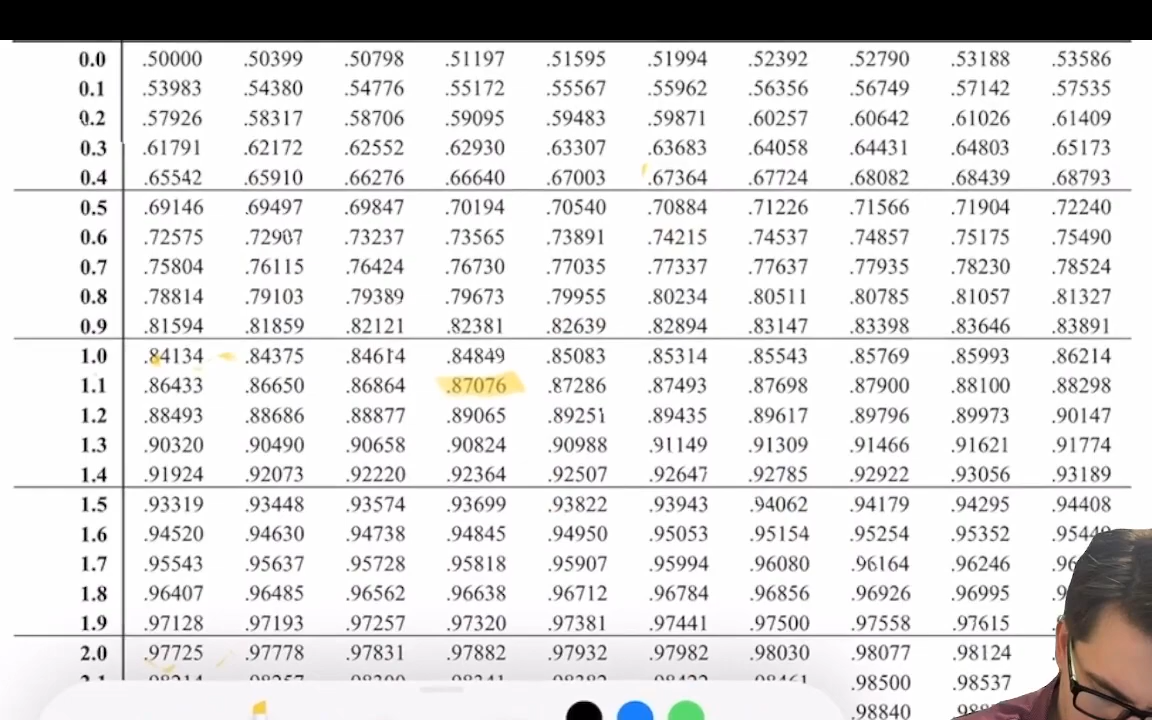 0.0 .50000 .50399 .50798 .51197 .51595 .51994 .52392 .52790 .53188 .53586
0.1 .53983 .54380 .54776 .55172 .55567 .55962 .56356 .56749 .57142 .57535
0.2 .57926 .58317 .58706 .59095 .59483 .59871 .60257 .60642 .61026 .61409
0.3 .61791 .62172 .62552 .62930 .63307 .63683 .64058 .64431 .64803 .65173
0.4 .65542 .65910 .66276 .66640 .67003 .67364 .67724 .68082 .68439 .68793
0.5 .69146 .69497 .69847 .70194 .70540 .70884 .71226 .71566 .71904 .72240
0.6 .72575 .72907 .73237 .73565 .73891 .74215 .74537 .74857 .75175 .75490
0.7 .75804 .76115 .76424 .76730 .77035 .77337 .77637 .77935 .78230 .78524
0.8 .78814 .79103 .79389 .79673 .79955 .80234 .80511 .80785 .81057 .81327
0.9 .81594 .81859 .82121 .82381 .82639 .82894 .83147 .83398 .83646 .83891
1.0 .84134 .84375 .84614 .84849 .85083 .85314 .85543 .85769 .85993 .86214
1.1 .86433 .86650 .86864 .87076 .87286 .87493 .87698 .87900 .88100 .88298
1.2 .88493 .88686 .88877 .89065 .89251 .89435 .89617 .89796 .89973 .90147
1.3 .90320 .90490 .90658 .90824 .90988 .91149 .91309 .91466 .91621 .91774
1.4 .91924 .92073 .92220 .92364 .92507 .92647 .92785 .92922 .93056 .93189
1.5 .93319 .93448 .93574 .93699 .93822 .93943 .94062 .94179 .94295 .94408
1.6 .94520 .94630 .94738 .94845 .94950 .95053 .95154 .95254 .95352
1.7 .95543 .95637 .95728 .95818 .95907 .95994 .96080 .96164 .96246
1.8 .96407 .96485 .96562 .96638 .96712 .96784 .96856 .96926 .96995
1.9 .97128 .97193 .97257 .97320 .97381 .97441 .97500 .97558 .97615
2.0 .97725 .97778 .97831 .97882 .97932 .97982 .98030 .98077 .98124
.98500 .98537
.98840